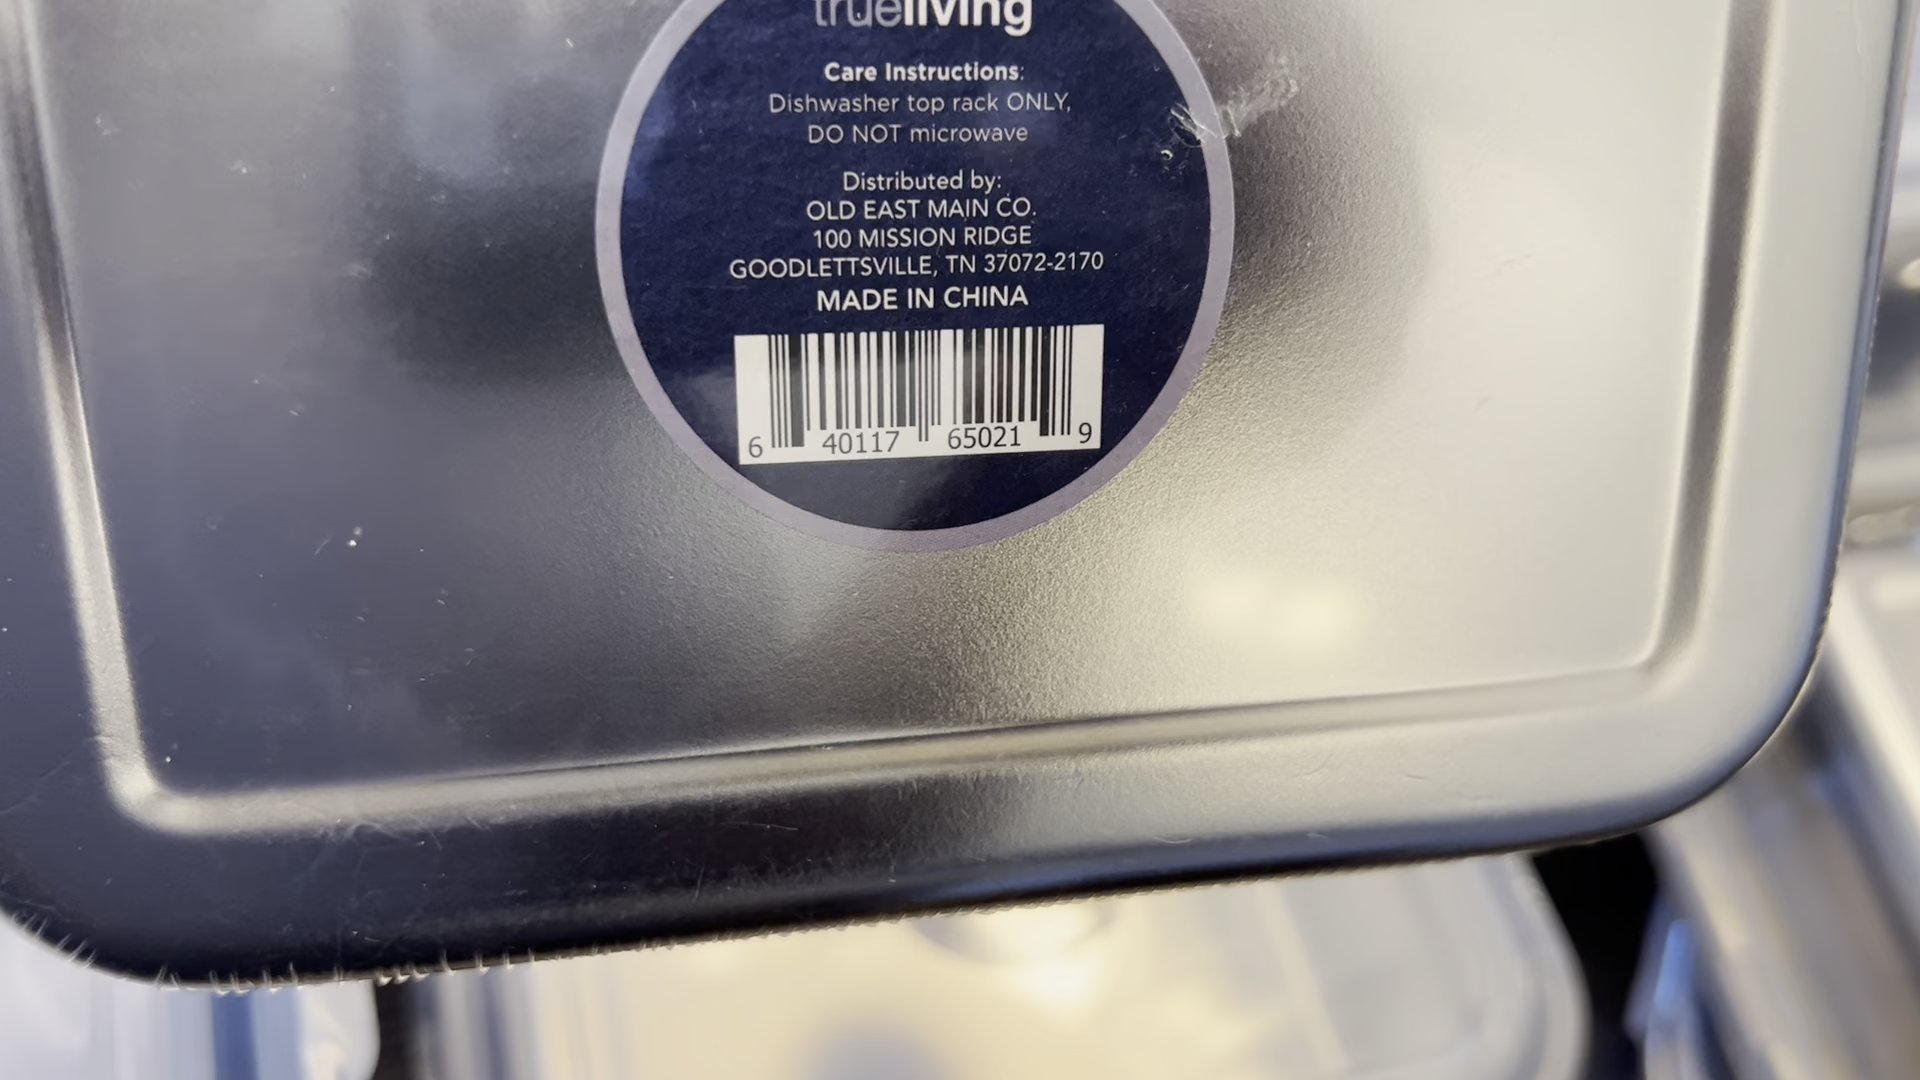 trueliving
Care Instructions:
Dishwasher top rack ONLY,
DO NOT microwave
Distributed by:
OLD EAST MAIN CO.
100 MISSION RIDGE
GOODLETTSVILLE, TN 37072-2170
MADE IN CHINA
6 40117 65021 9